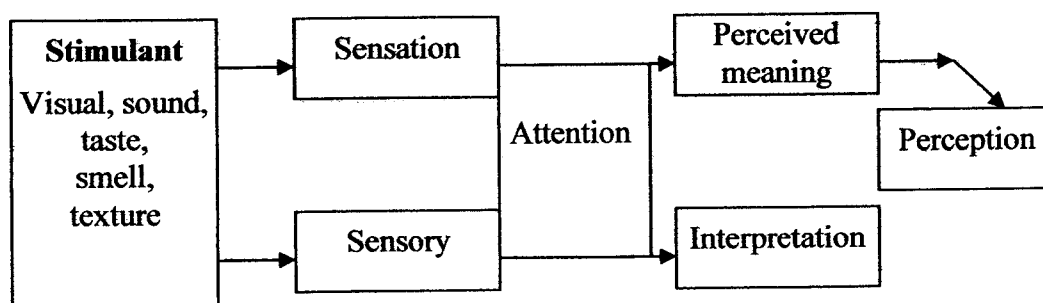 Stimulant
Visual, sound,
taste,
smell,
texture
Sensation
Sensory
Attention
Perceived
meaning
Interpretation
Perception